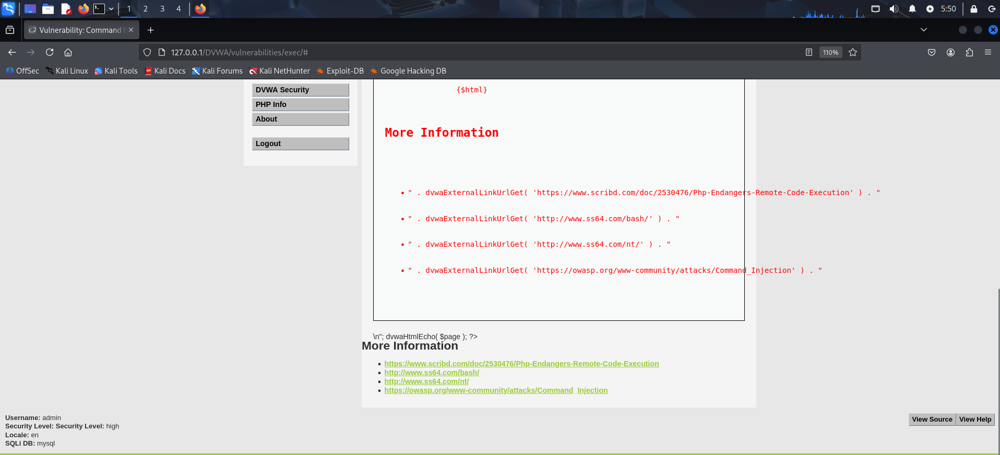 1 2 3 4 5:50
Vulnerability: Command I
127.0.0.1/DVWA/vulnerabilities/exec/# 110%
OffSec Kali Linux Kali Tools Kali Docs Kali Forums Kali NetHunter Exploit-DB Google Hacking DB
DVWA Security
PHP Info
About
Logout
{$html}
More Information
• " . dvwaExternalLinkUrlGet( 'https://www.scribd.com/doc/2530476/Php-Endangers-Remote-Code-Execution' ) . "
• " . dvwaExternalLinkUrlGet( 'http://www.ss64.com/bash/' ) . "
• " . dvwaExternalLinkUrlGet( 'http://www.ss64.com/nt/' ) . "
• " . dvwaExternalLinkUrlGet( 'https://owasp.org/www-community/attacks/Command_Injection' ) . "
\n"; dvwaHtmlEcho( $page ); ?>
More Information
• https://www.scribd.com/doc/2530476/Php-Endangers-Remote-Code-Execution
• http://www.ss64.com/bash/
• http://www.ss64.com/nt/
• https://owasp.org/www-community/attacks/Command_Injection
Username: admin
Security Level: Security Level: high
Locale: en
SQLi DB: mysql
View Source View Help